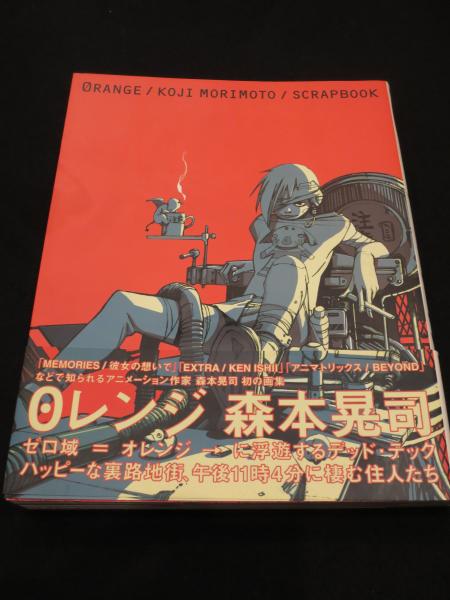 ØRANGE / KOJI MORIMOTO / SCRAPBOOK
注
「MEMORIES / 彼女の想いで」「EXTRA / KEN ISHII」「アニマトリックス / BEYOND」
などで知られるアニメーション作家 森本晃司 初の画集
0レンジ 森本晃司
ゼロ域 = オレンジ → に浮遊するデッド・テック
ハッピーな裏路地街、午後11時4分に棲む住人たち